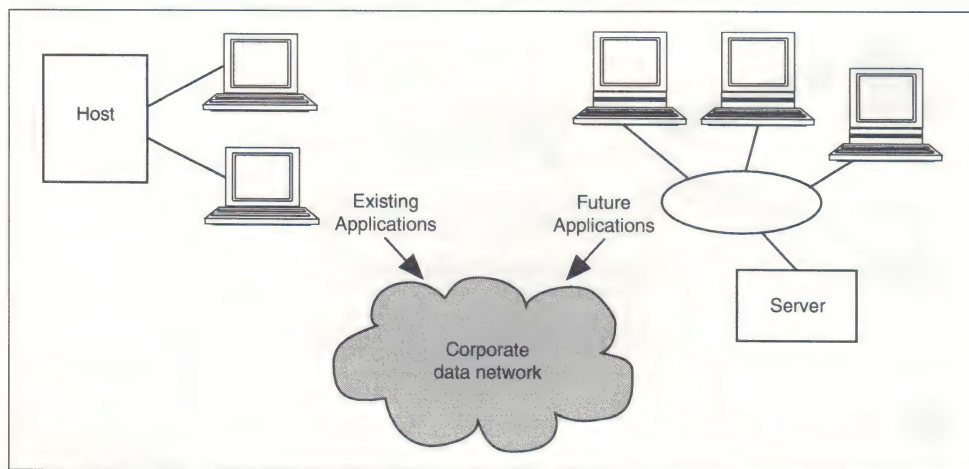 Host
Existing
Applications
Future
Applications
Server
Corporate
data network